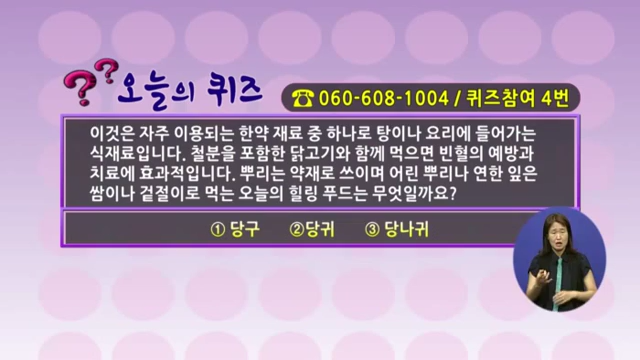 ?? 오늘의 퀴즈
☎ 060-608-1004 / 퀴즈참여 4번
이것은 자주 이용되는 한약 재료 중 하나로 탕이나 요리에 들어가는
식재료입니다. 철분을 포함한 닭고기와 함께 먹으면 빈혈의 예방과
치료에 효과적입니다. 뿌리는 약재로 쓰이며 어린 뿌리나 연한 잎은
쌈이나 겉절이로 먹는 오늘의 힐링 푸드는 무엇일까요?
① 당구 ②당귀 ③ 당나귀